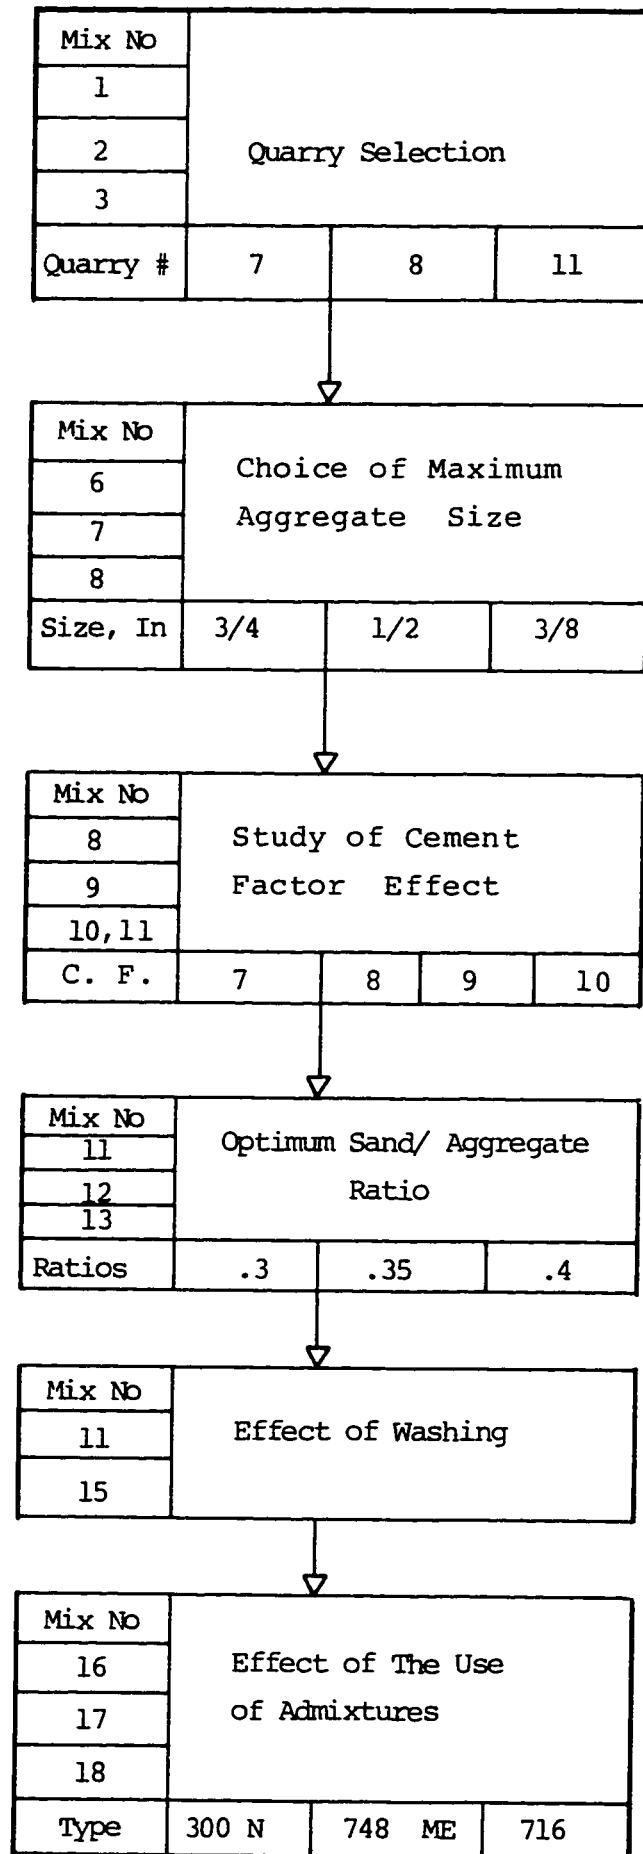 Mix No
1
2
3
Quarry Selection
Quarry # 7 8 11
Mix No
6
7
8
Choice of Maximum
Aggregate Size
Size, In 3/4 1/2 3/8
Mix No
8
9
10,11
Study of Cement
Factor Effect
C. F. 7 8 9 10
Mix No
11
12
13
Optimum Sand/ Aggregate
Ratio
Ratios .3 .35 .4
Mix No
11
15
Effect of Washing
Mix No
16
17
18
Effect of The Use
of Admixtures
Type 300 N 748 ME 716